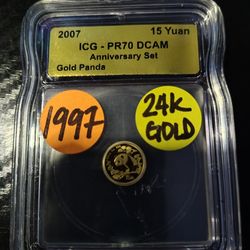 2007
15 Yuan
ICG - PR70 DCAM
Anniversary Set
Gold Panda
1997
24K
GOLD